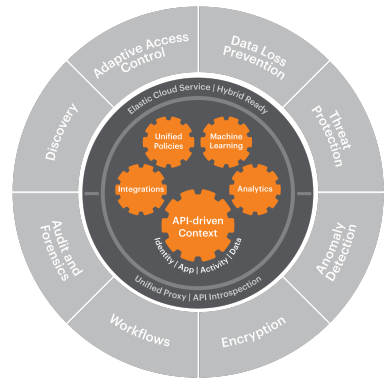 Adaptive Access
Control
Data Loss
Prevention
Threat
Protection
Anomaly
Detection
Encryption
Workflows
Audit and
Forensics
Discovery
Elastic Cloud Service | Hybrid Ready
Unified
Policies
Machine
Learning
Integrations
Analytics
API-driven
Context
Identity | App | Activity | Data
Unified Proxy | API Introspection